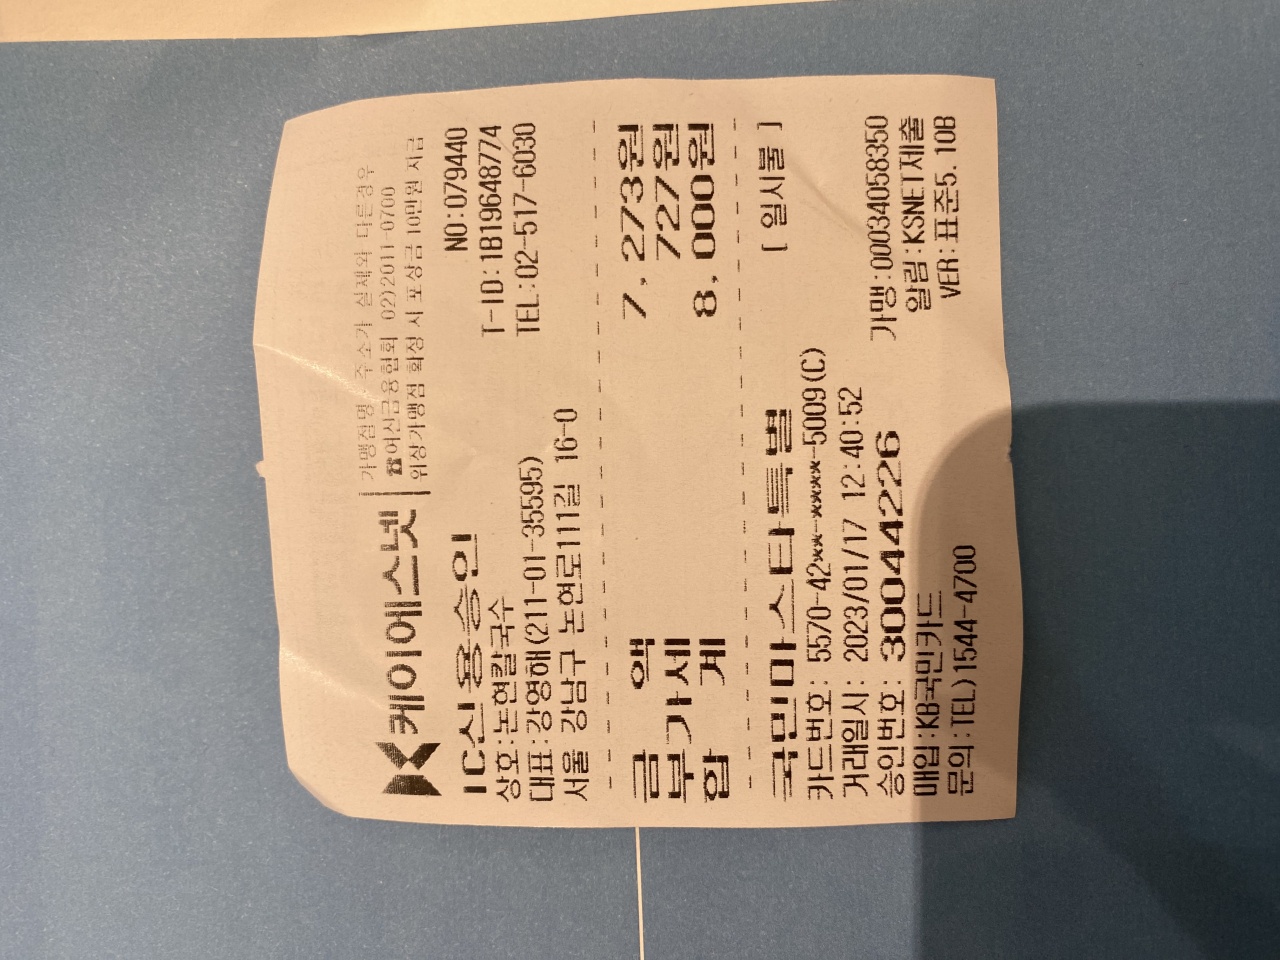 케이에스넷
가맹점명·주소가 실제와 다른경우
☎여신금융협회 02)2011-0700
위장가맹점 확정 시 포상금 10만원 지급
IC신용승인 NO:079440
상호:논현칼국수 T-ID:1B19648774
대표:강영해(211-01-35595) TEL:02-517-6030
서울 강남구 논현로111길 16-0
금 액 7,273원
부가세 727원
합 계 8,000원
국민마스타특별 [ 일시불 ]
카드번호: 5570-42**-****-5009(C)
거래일시: 2023/01/17 12:40:52
승인번호: 30044226 가맹:00034058350
매입:KB국민카드 알림:KSNET제출
문의:TEL)1544-4700 VER:표준5.10B